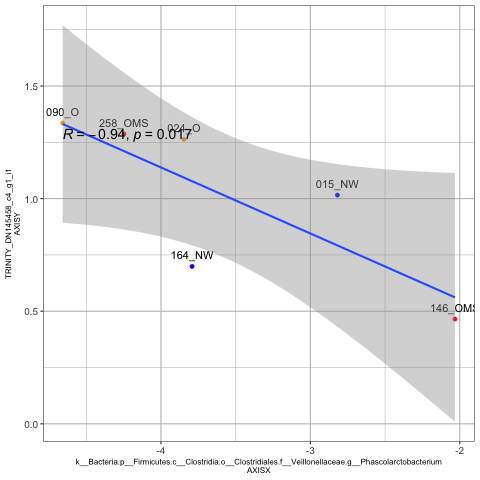 090_O
258_OMS
024_O
R = −0.94, p = 0.017
015_NW
164_NW
146_OMS
1.5
1.0
0.5
0.0
-4
-3
-2
TRINITY_DN145458_c4_g1_i1
AXISY
k__Bacteria.p__Firmicutes.c__Clostridia.o__Clostridiales.f__Veillonellaceae.g__Phascolarctobacterium
AXISX